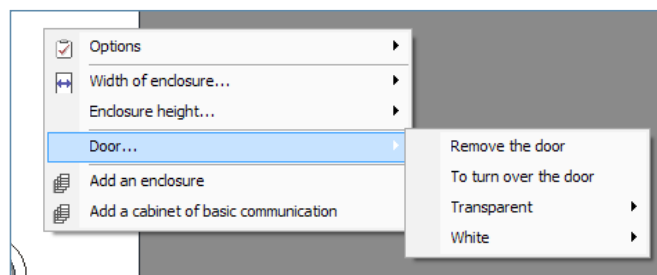 Options
Width of enclosure...
Enclosure height...
Door...
Add an enclosure
Add a cabinet of basic communication
Remove the door
To turn over the door
Transparent
White